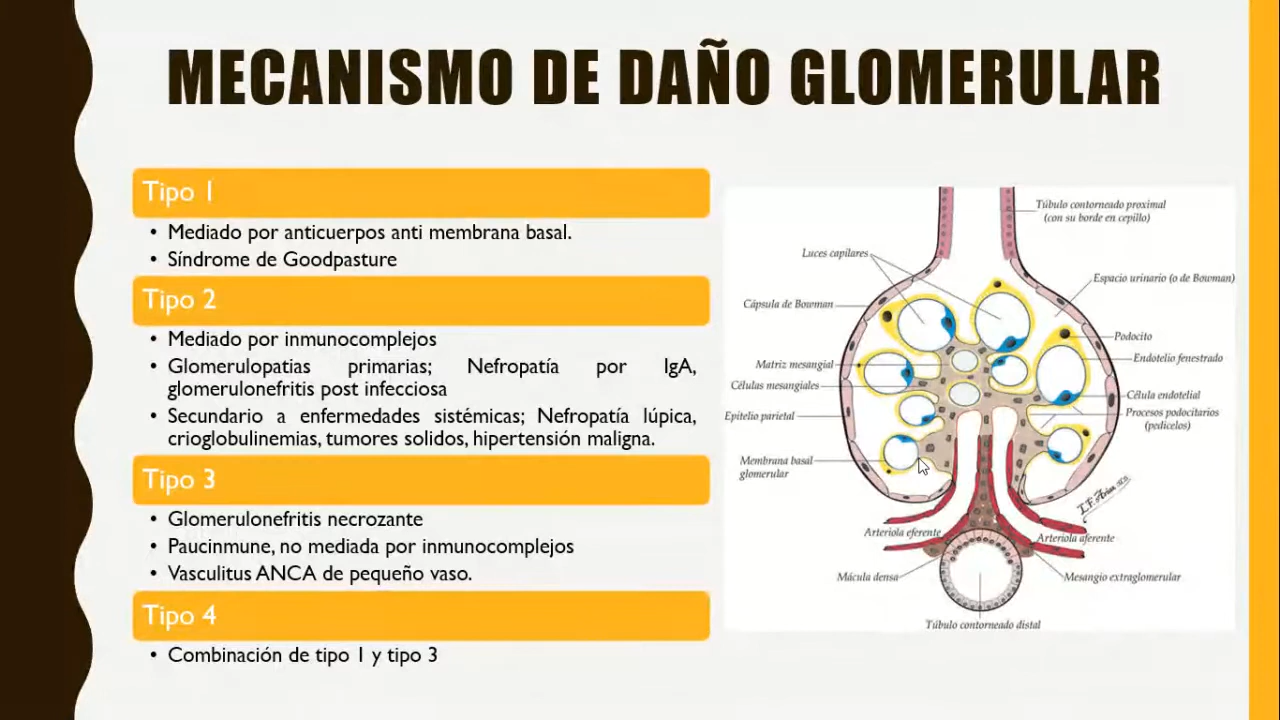 MECANISMO DE DAÑO GLOMERULAR
Tipo 1
• Mediado por anticuerpos anti membrana basal.
• Síndrome de Goodpasture
Tipo 2
• Mediado por inmunocomplejos
• Glomerulopatias primarias; Nefropatía por IgA,
glomerulonefritis post infecciosa
• Secundario a enfermedades sistémicas; Nefropatía lúpica,
crioglobulinemias, tumores solidos, hipertensión maligna.
Tipo 3
• Glomerulonefritis necrozante
• Paucinmune, no mediada por inmunocomplejos
• Vasculitus ANCA de pequeño vaso.
Tipo 4
• Combinación de tipo 1 y tipo 3
Túbulo contorneado proximal
(con su borde en cepillo)
Luces capilares
Espacio urinario (o de Bowman)
Cápsula de Bowman
Podocito
Endotelio fenestrado
Matriz mesangial
Células mesangiales
Célula endotelial
Epitelio parietal
Procesos podocitarios
(pedicelos)
Membrana basal
glomerular
Arteriola eferente
Arteriola aferente
Mácula densa
Mesangio extraglomerular
Túbulo contorneado distal